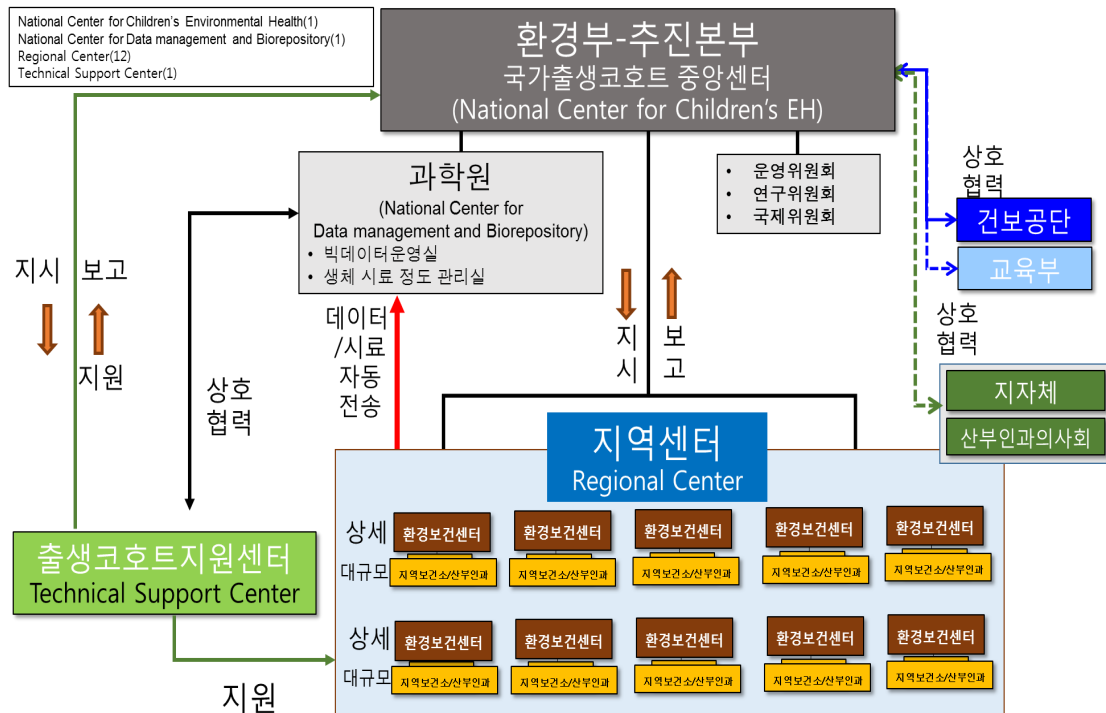 National Center for Children's Environmental Health(1)
National Center for Data management and Biorepository(1)
Regional Center(12)
Technical Support Center(1)
환경부-추진본부
국가출생코호트 중앙센터
(National Center for Children's EH)
과학원
(National Center for
Data management and Biorepository)
• 빅데이터운영실
• 생체 시료 정도 관리실
• 운영위원회
• 연구위원회
• 국제위원회
상호
협력
건보공단
교육부
상호
협력
지자체
산부인과의사회
지시 보고
지원
상호
협력
데이터
/시료
자동
전송
지
시
보
고
지역센터
Regional Center
상세
환경보건센터 환경보건센터 환경보건센터 환경보건센터 환경보건센터
대규모
지역보건소/산부인과 지역보건소/산부인과 지역보건소/산부인과 지역보건소/산부인과 지역보건소/산부인과
상세
환경보건센터 환경보건센터 환경보건센터 환경보건센터 환경보건센터
대규모
지역보건소/산부인과 지역보건소/산부인과 지역보건소/산부인과 지역보건소/산부인과 지역보건소/산부인과
출생코호트지원센터
Technical Support Center
지원